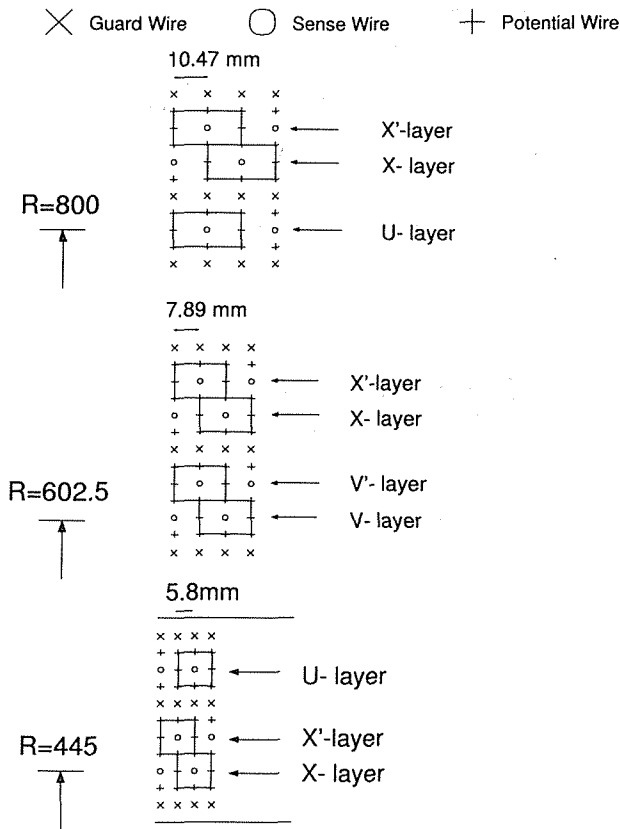 Guard Wire Sense Wire Potential Wire
10.47 mm
X'-layer
X- layer
R=800
U- layer
7.89 mm
X'-layer
X- layer
V'- layer
R=602.5
V- layer
5.8mm
U- layer
X'-layer
R=445
X- layer